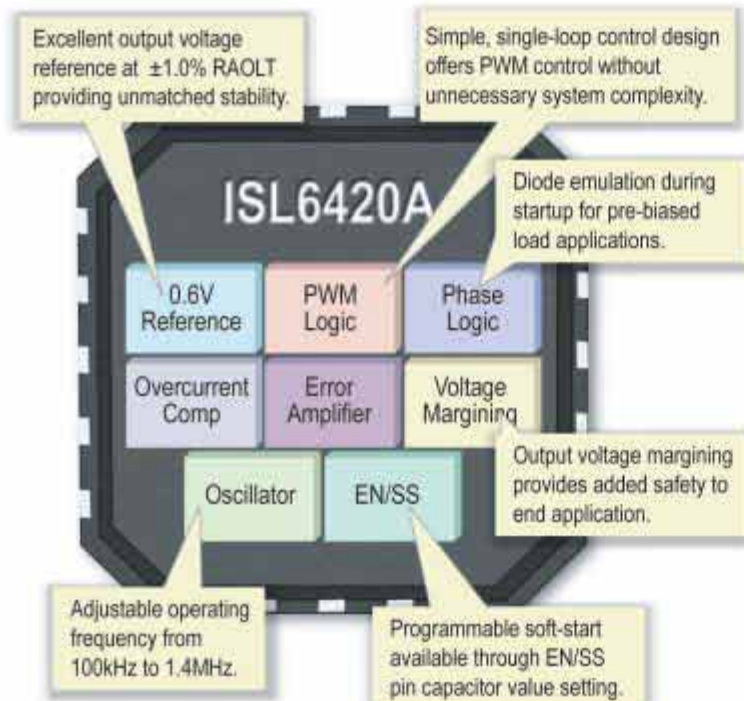 Excellent output voltage
reference at ±1.0% RAOLT
providing unmatched stability.
Simple, single-loop control design
offers PWM control without
unnecessary system complexity.
ISL6420A
Diode emulation during
startup for pre-biased
load applications.
0.6V
Reference
PWM
Logic
Phase
Logic
Overcurrent
Comp
Error
Amplifier
Voltage
Margining
Output voltage margining
provides added safety to
end application.
Oscillator
EN/SS
Adjustable operating
frequency from
100kHz to 1.4MHz.
Programmable soft-start
available through EN/SS
pin capacitor value setting.